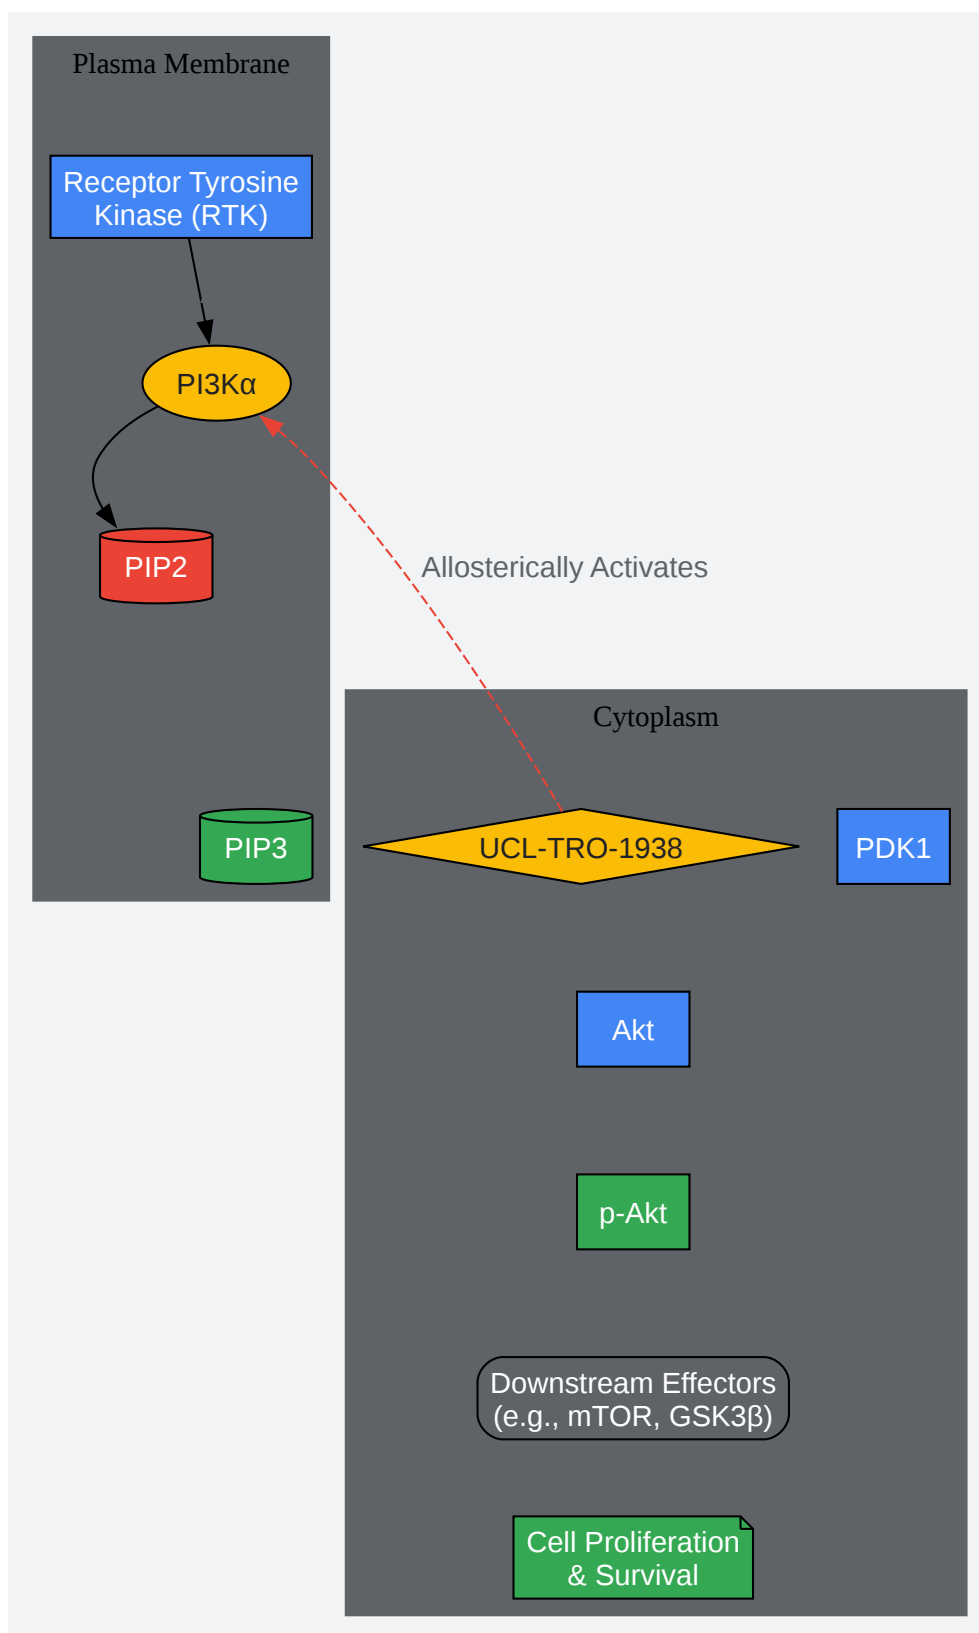 Plasma Membrane
Receptor Tyrosine
Kinase (RTK)
PI3Kα
PIP2
Allosterically Activates
Cytoplasm
PIP3
UCL-TRO-1938
PDK1
Akt
p-Akt
Downstream Effectors
(e.g., mTOR, GSK3β)
Cell Proliferation
& Survival